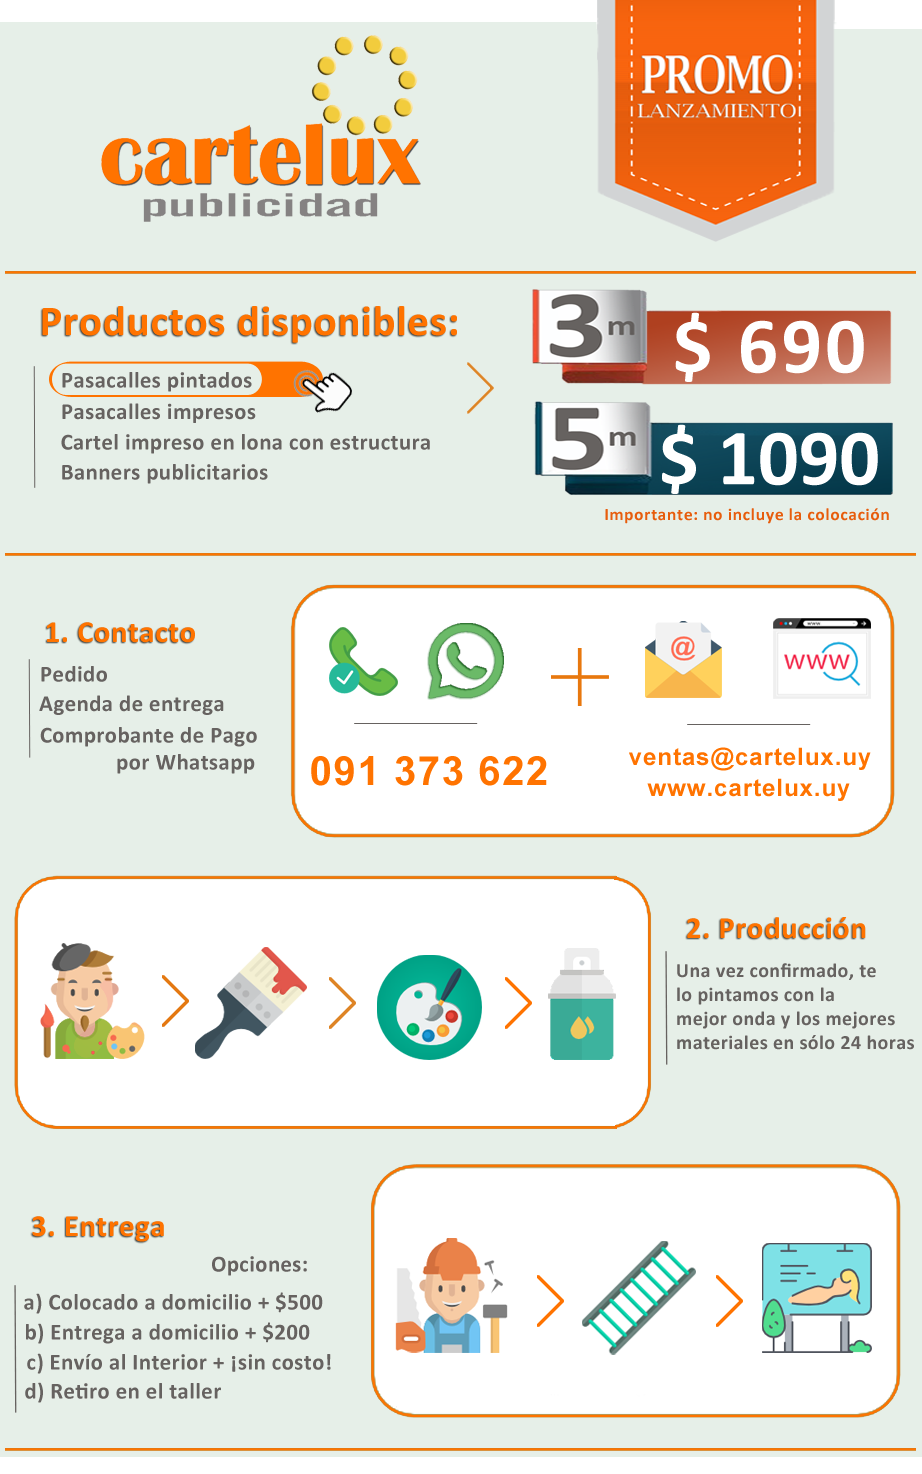 cartelux
publicidad
PROMO
LANZAMIENTO
Productos disponibles:
Pasacalles pintados
Pasacalles impresos
Cartel impreso en lona con estructura
Banners publicitarios
3m
$ 690
5m
$ 1090
Importante: no incluye la colocación
1. Contacto
Pedido
Agenda de entrega
Comprobante de Pago
por Whatsapp
@
www
www
091 373 622
ventas@cartelux.uy
www.cartelux.uy
2. Producción
Una vez confirmado, te
lo pintamos con la
mejor onda y los mejores
materiales en sólo 24 horas
3. Entrega
Opciones:
a) Colocado a domicilio + $500
b) Entrega a domicilio + $200
c) Envío al Interior + ¡sin costo!
d) Retiro en el taller